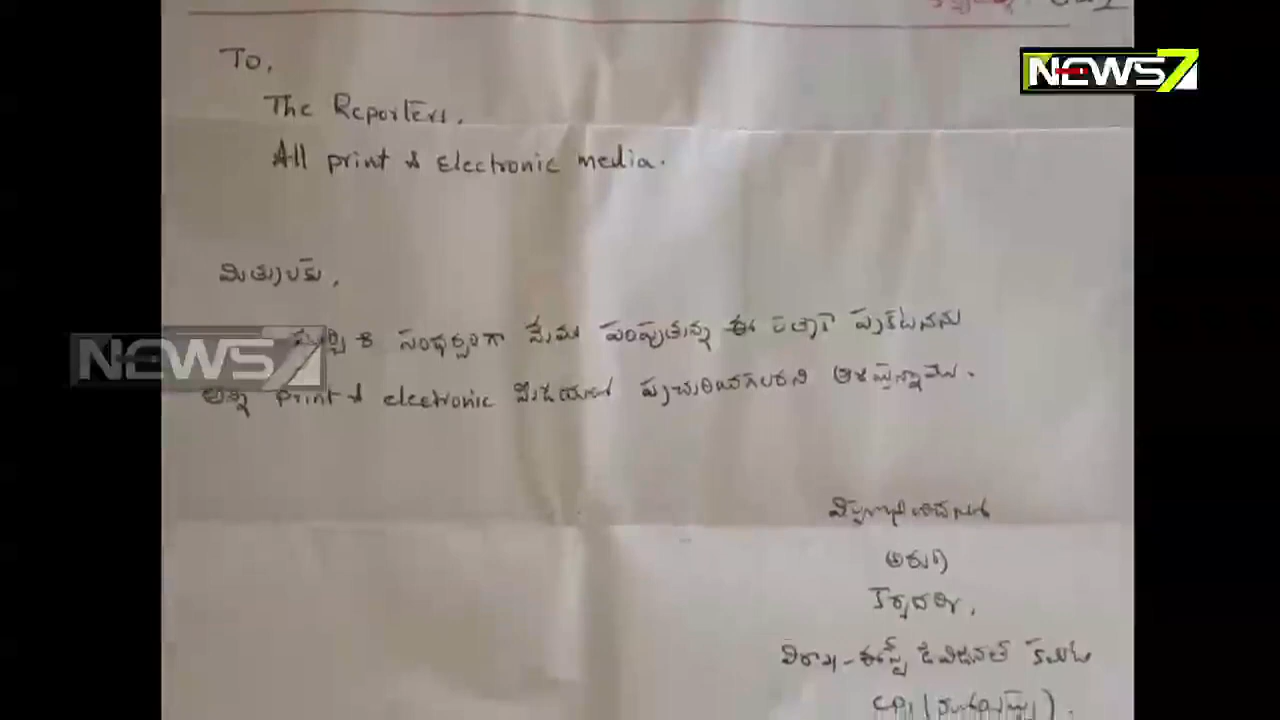 NEWS7
To,
The Reporters.
All print & Electronic media.
మిత్రులకు,
NEWS7
మార్చి 8 సందర్భంగా మేము పంపుతున్న ఈ పత్రికా ప్రకటనను
అన్ని print & electronic మీడియాలో ప్రచురించగలరని ఆశిస్తున్నాము.
విప్లవాభివందనాలతో
అరుణ
కార్యదర్శి,
విశాఖ-ఈస్ట్ డివిజనల్ కమిటి
CPI (మావోయిస్టు).